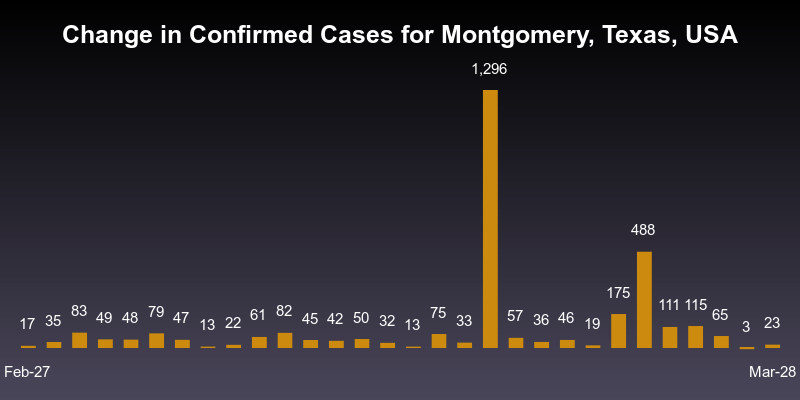 Change in Confirmed Cases for Montgomery, Texas, USA
1,296
488
175
111 115
83 79 82 75
17 35 49 48 47 13 22 61 45 42 50 32 13 33 57 36 46 19 65 3 23
Feb-27 Mar-28